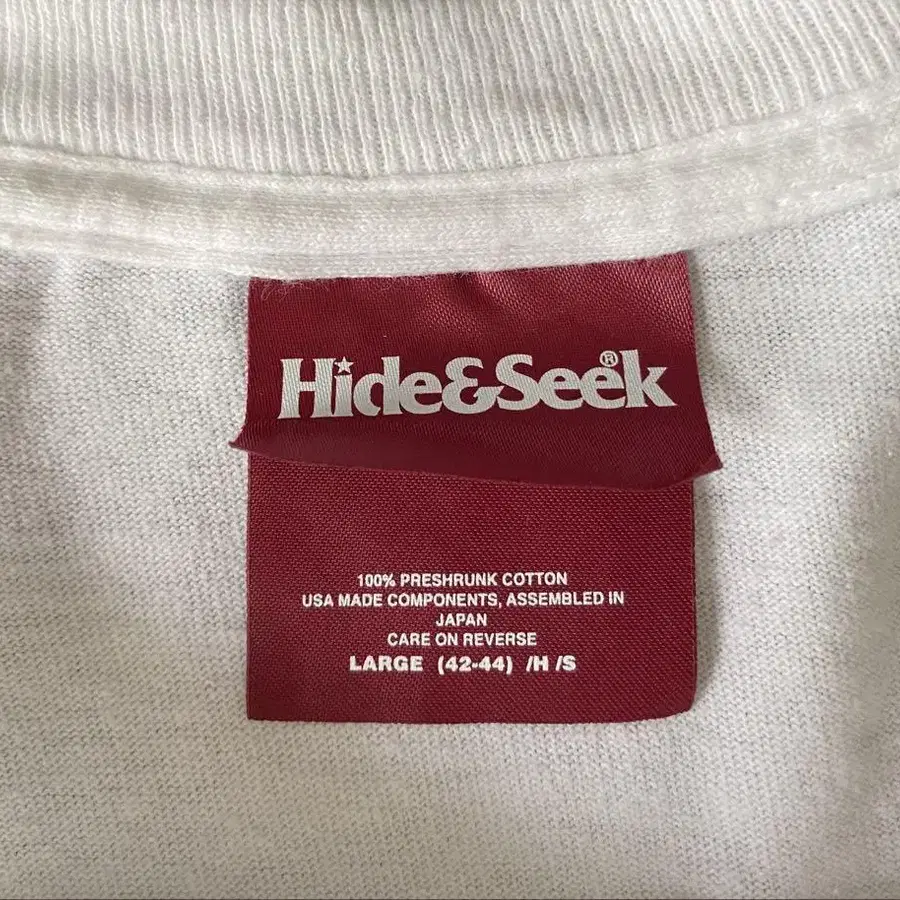 Hide&Seek®
100% PRESHRUNK COTTON
USA MADE COMPONENTS, ASSEMBLED IN
JAPAN
CARE ON REVERSE
LARGE (42-44) /H /S